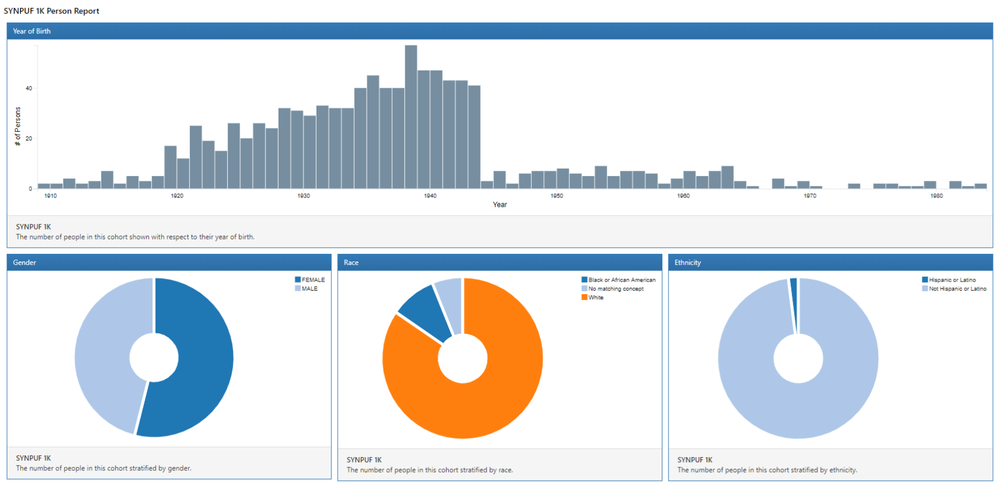 SYNPUF 1K Person Report
Year of Birth
# of Persons
40
20
0
1910 1920 1930 1940 1950 1960 1970 1980
Year
SYNPUF 1K
The number of people in this cohort shown with respect to their year of birth.
Gender
FEMALE
MALE
SYNPUF 1K
The number of people in this cohort stratified by gender.
Race
Black or African American
No matching concept
White
SYNPUF 1K
The number of people in this cohort stratified by race.
Ethnicity
Hispanic or Latino
Not Hispanic or Latino
SYNPUF 1K
The number of people in this cohort stratified by ethnicity.